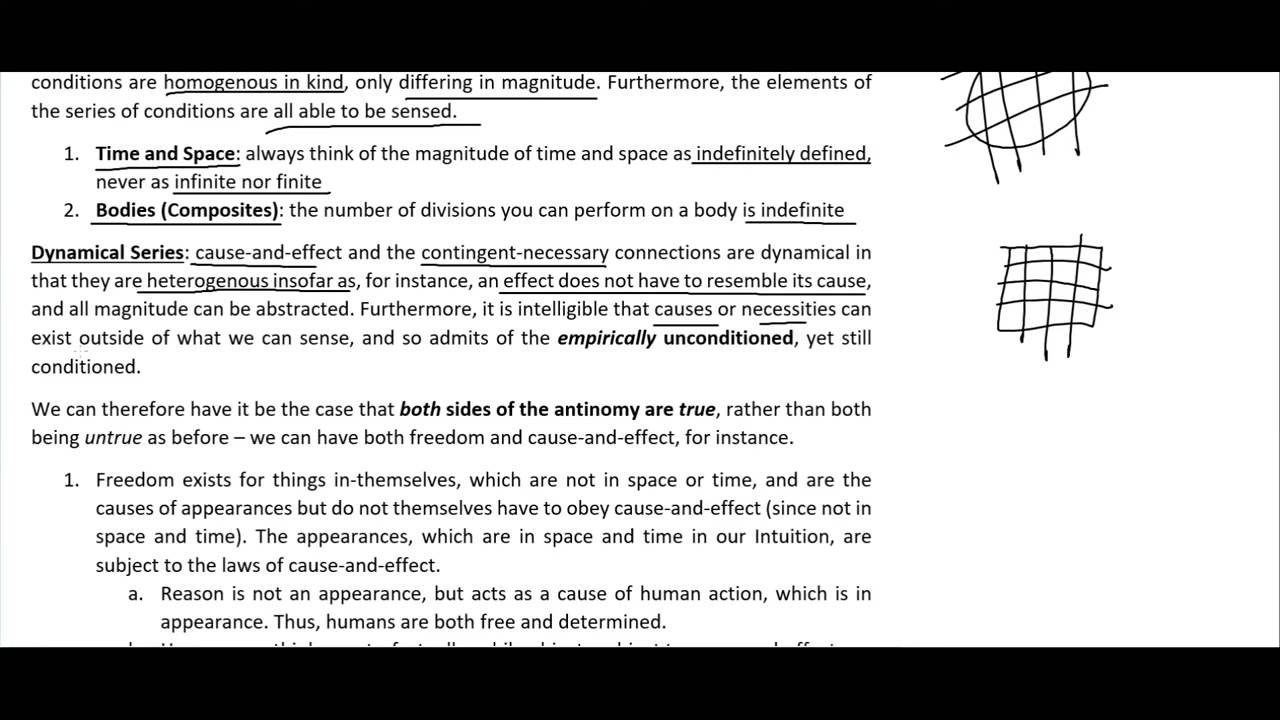 conditions are homogenous in kind, only differing in magnitude. Furthermore, the elements of
the series of conditions are all able to be sensed.
1. Time and Space: always think of the magnitude of time and space as indefinitely defined,
never as infinite nor finite
2. Bodies (Composites): the number of divisions you can perform on a body is indefinite
Dynamical Series: cause-and-effect and the contingent-necessary connections are dynamical in
that they are heterogenous insofar as, for instance, an effect does not have to resemble its cause,
and all magnitude can be abstracted. Furthermore, it is intelligible that causes or necessities can
exist outside of what we can sense, and so admits of the empirically unconditioned, yet still
conditioned.
We can therefore have it be the case that both sides of the antinomy are true, rather than both
being untrue as before – we can have both freedom and cause-and-effect, for instance.
1. Freedom exists for things in-themselves, which are not in space or time, and are the
causes of appearances but do not themselves have to obey cause-and-effect (since not in
space and time). The appearances, which are in space and time in our Intuition, are
subject to the laws of cause-and-effect.
a. Reason is not an appearance, but acts as a cause of human action, which is in
appearance. Thus, humans are both free and determined.